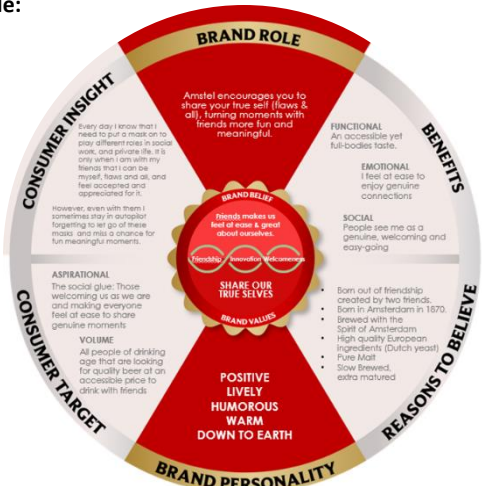 le:
BRAND ROLE
Amstel encourages you to
share your true self (flaws &
all), turning moments with
friends more fun and
meaningful.
CONSUMER INSIGHT
Every day I know that I
need to put a mask on to
play different roles in social
work, and private life. It is
only when I am with my
friends that I can be
myself, flaws and all, and
feel accepted and
appreciated for it.
However, even with them I
sometimes stay in autopilot
forgetting to let go of these
masks and miss a chance for
fun meaningful moments.
BENEFITS
FUNCTIONAL
An accessible yet
full-bodies taste.
EMOTIONAL
I feel at ease to
enjoy genuine
connections
SOCIAL
People see me as a
genuine, welcoming and
easy-going
BRAND BELIEF
Friends makes us
feel at ease & great
about ourselves.
Friendship Innovation Welcomeness
SHARE OUR
TRUE SELVES
BRAND VALUES
CONSUMER TARGET
ASPIRATIONAL
The social glue: Those
welcoming us as we are
and making everyone
feel at ease to share
genuine moments
VOLUME
All people of drinking
age that are looking
for quality beer at an
accessible price to
drink with friends
REASONS TO BELIEVE
• Born out of friendship
created by two friends.
• Born in Amsterdam in 1870.
• Brewed with the
Spirit of Amsterdam
• High quality European
ingredients (Dutch yeast)
• Pure Malt
• Slow Brewed,
extra matured
POSITIVE
LIVELY
HUMOROUS
WARM
DOWN TO EARTH
BRAND PERSONALITY